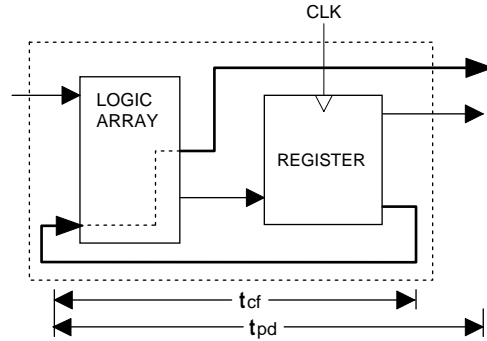 CLK
LOGIC
ARRAY
REGISTER
tcf
tpd